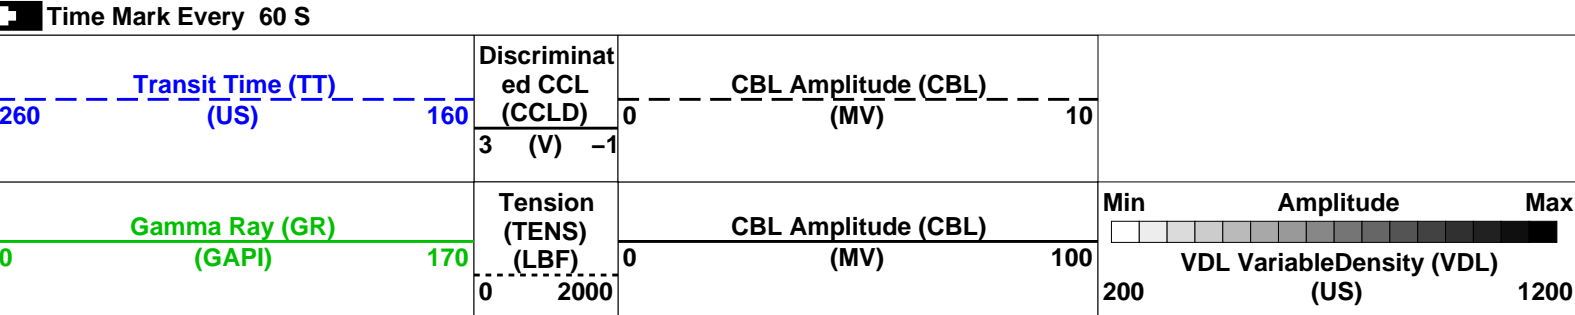 Time Mark Every 60 S
Transit Time (TT)
260 (US) 160
Discriminat
ed CCL
(CCLD)
3 (V) –1
CBL Amplitude (CBL)
0 (MV) 10
Gamma Ray (GR)
0 (GAPI) 170
Tension
(TENS)
(LBF)
0 2000
CBL Amplitude (CBL)
0 (MV) 100
Min Amplitude Max
VDL VariableDensity (VDL)
200 (US) 1200